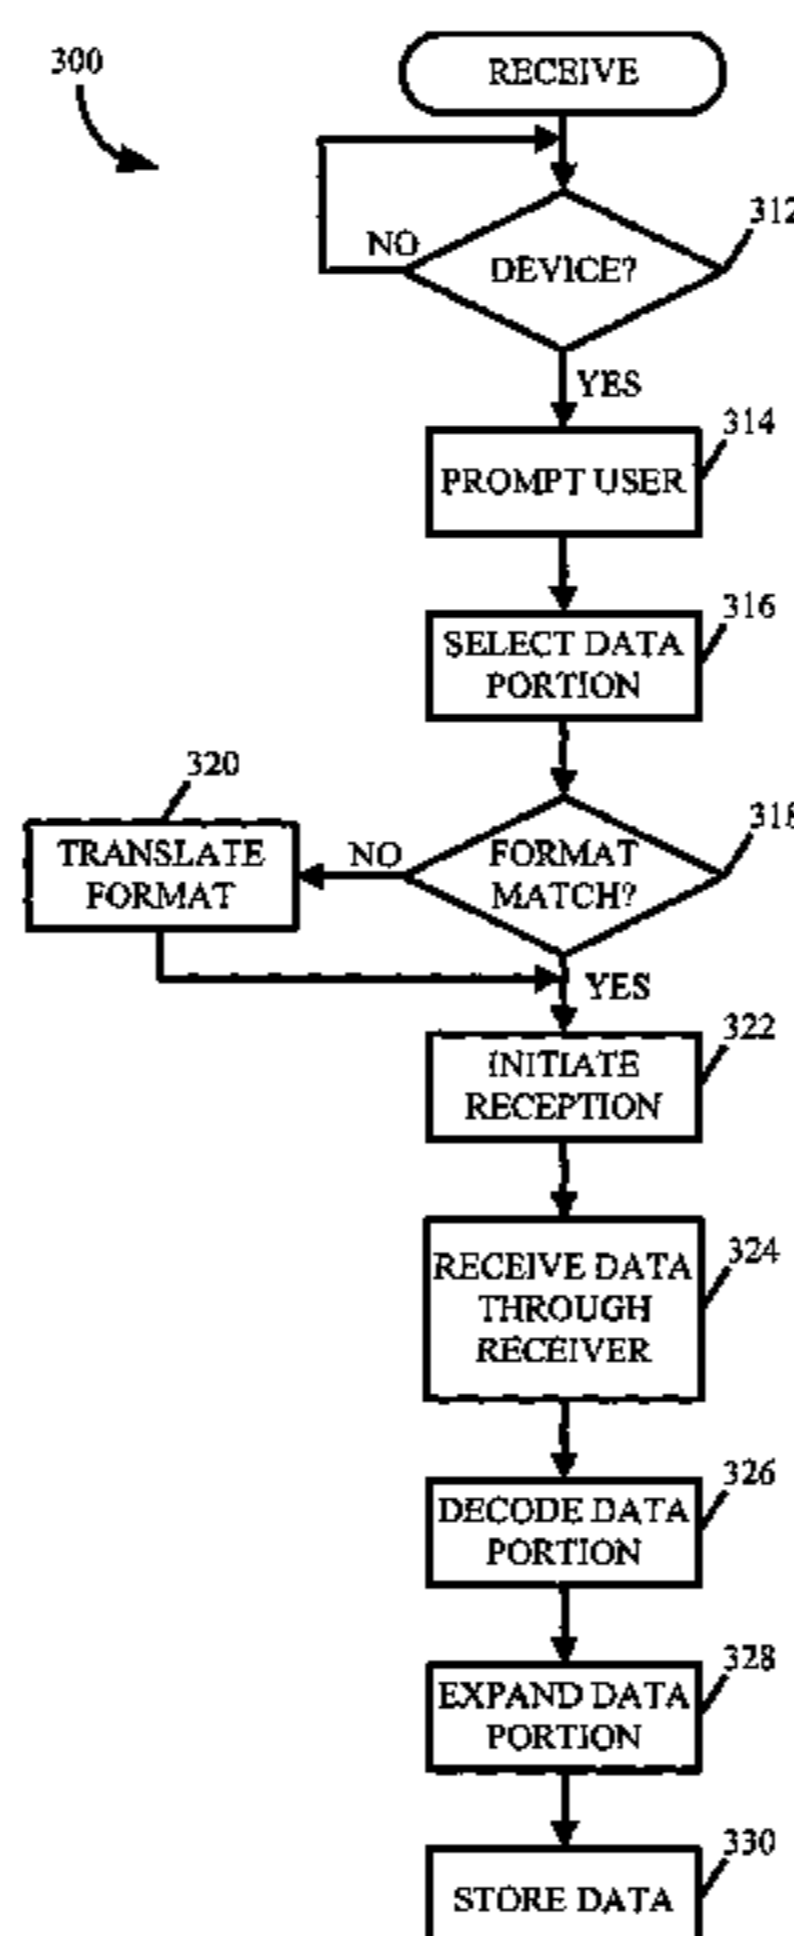 300
RECEIVE
312
NO
DEVICE?
YES
314
PROMPT USER
316
SELECT DATA
PORTION
320
318
TRANSLATE
FORMAT
NO
FORMAT
MATCH?
YES
322
INITIATE
RECEPTION
324
RECEIVE DATA
THROUGH
RECEIVER
326
DECODE DATA
PORTION
328
EXPAND DATA
PORTION
330
STORE DATA